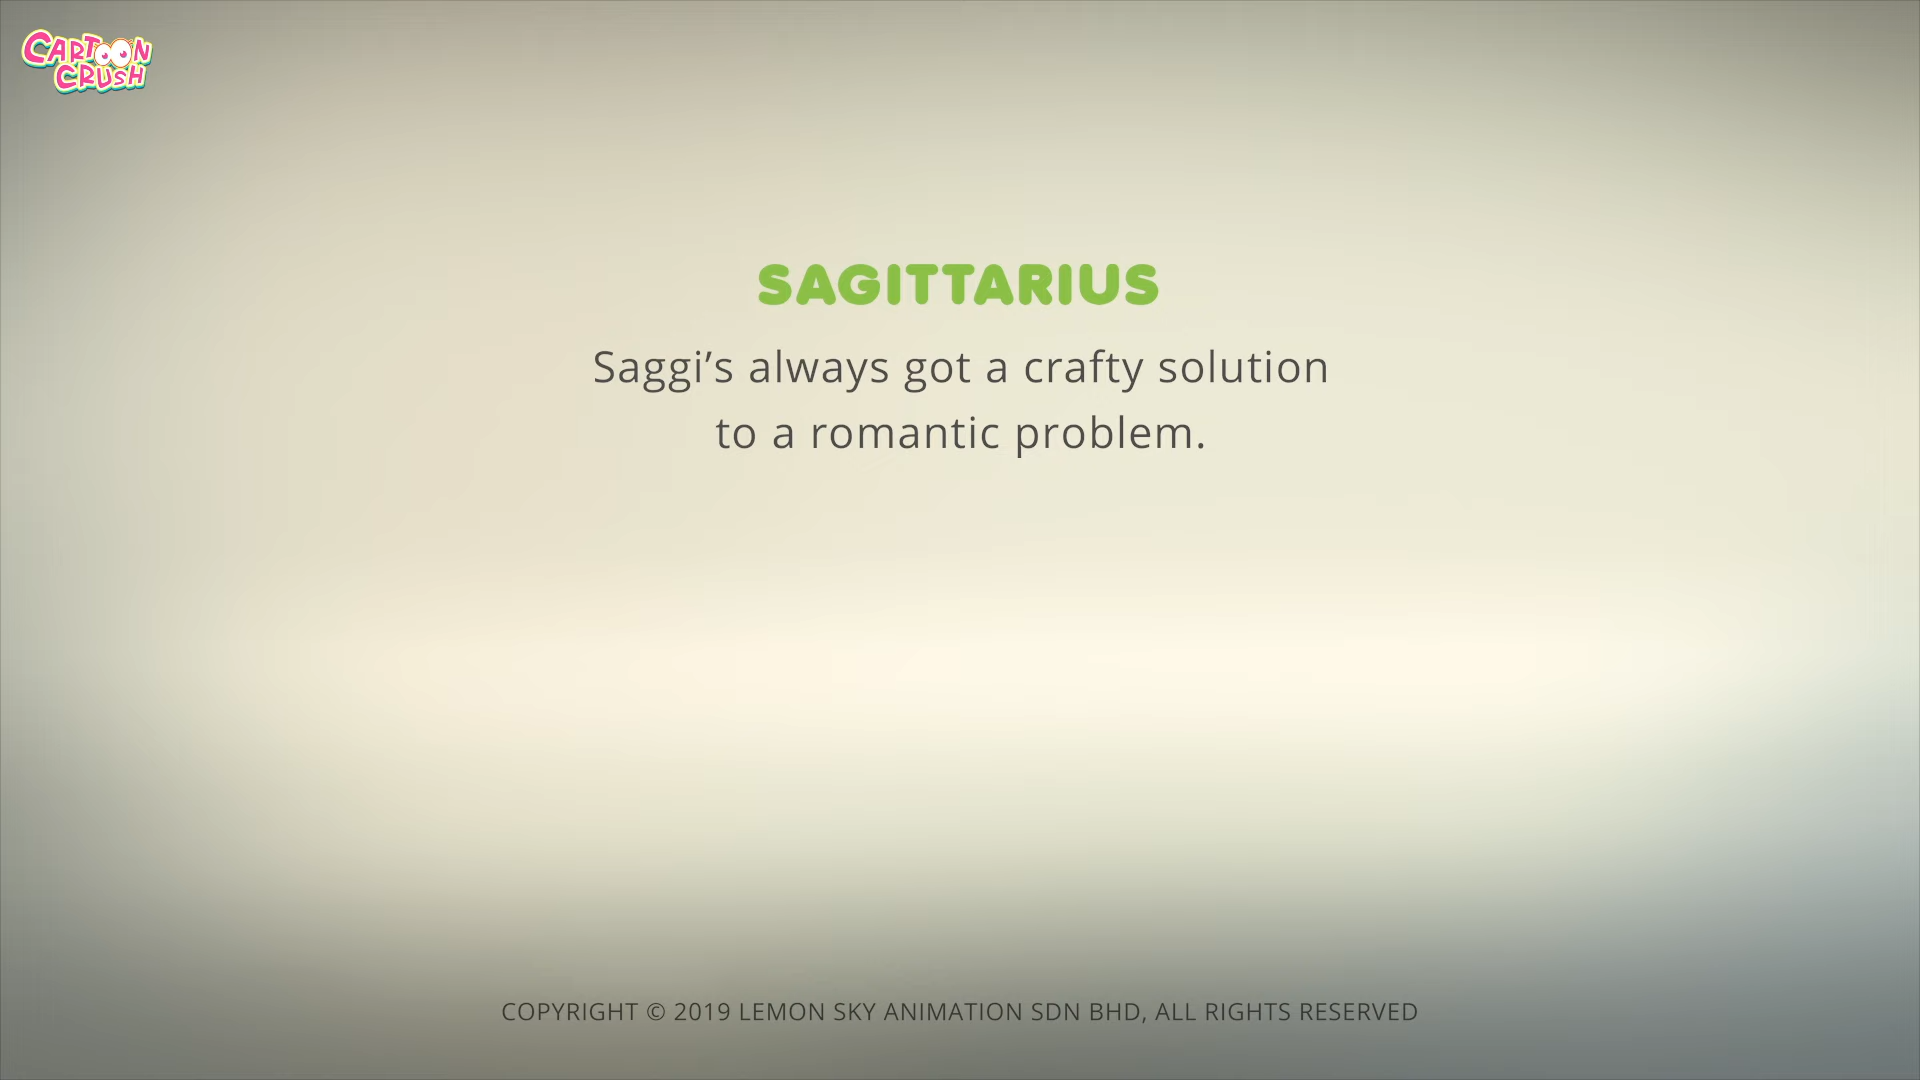 CARTOON
CRUSH
SAGITTARIUS
Saggi’s always got a crafty solution
to a romantic problem.
COPYRIGHT © 2019 LEMON SKY ANIMATION SDN BHD, ALL RIGHTS RESERVED